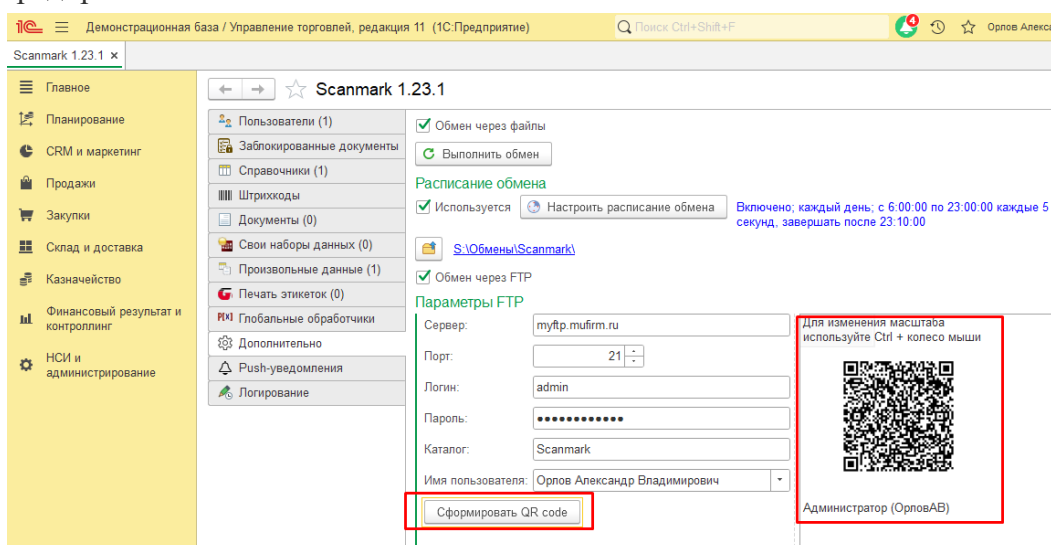 Демонстрационная база / Управление торговлей, редакция 11 (1С:Предприятие)
Поиск Ctrl+Shift+F
4
Орлов Алекса
Scanmark 1.23.1 ×
Главное
Планирование
CRM и маркетинг
Продажи
Закупки
Склад и доставка
Казначейство
Финансовый результат и
контроллинг
НСИ и
администрирование
Scanmark 1.23.1
Пользователи (1)
Заблокированные документы
Справочники (1)
Штрихкоды
Документы (0)
Свои наборы данных (0)
Произвольные данные (1)
Печать этикеток (0)
Глобальные обработчики
Дополнительно
Push-уведомления
Логирование
Обмен через файлы
Выполнить обмен
Расписание обмена
Используется
Настроить расписание обмена
Включено; каждый день; с 6:00:00 по 23:00:00 каждые 5
секунд, завершать после 23:10:00
S:\Обмены\Scanmark\
Обмен через FTP
Параметры FTP
Сервер: myftp.mufirm.ru
Порт: 21
Логин: admin
Пароль: ●●●●●●●●●●●●
Каталог: Scanmark
Имя пользователя: Орлов Александр Владимирович
Сформировать QR code
Для изменения масштаба
используйте Ctrl + колесо мыши
Администратор (ОрловАВ)